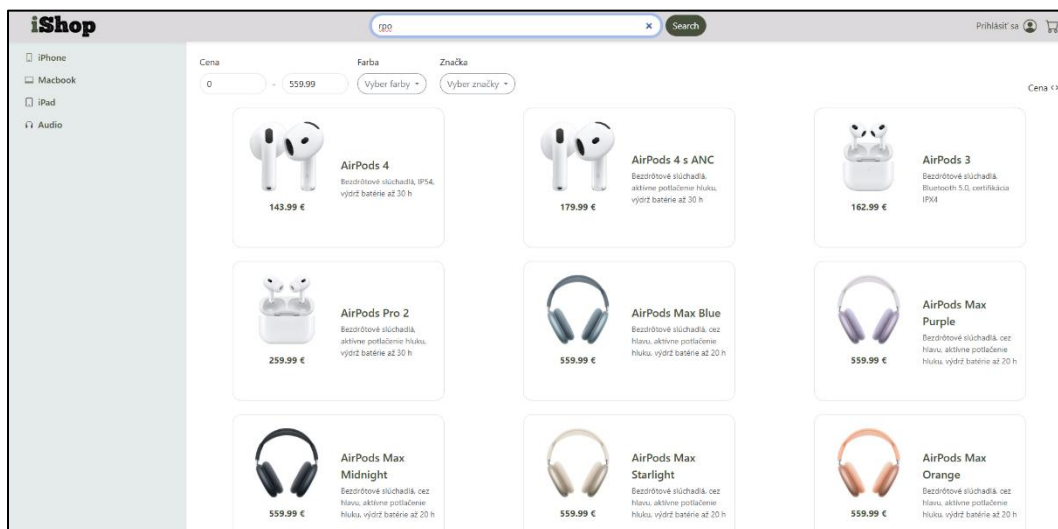 iShop
rpo
Search
Prihlásiť sa
iPhone
Macbook
iPad
Audio
Cena
Farba
Značka
0 - 559.99
Vyber farby
Vyber značky
Cena
AirPods 4
Bezdrôtové slúchadlá, IP54,
výdrž batérie až 30 h
143.99 €
AirPods 4 s ANC
Bezdrôtové slúchadlá,
aktívne potlačenie hluku,
výdrž batérie až 30 h
179.99 €
AirPods 3
Bezdrôtové slúchadlá,
Bluetooth 5.0, certifikácia
IPX4
162.99 €
AirPods Pro 2
Bezdrôtové slúchadlá,
aktívne potlačenie hluku,
výdrž batérie až 30 h
259.99 €
AirPods Max Blue
Bezdrôtové slúchadlá, cez
hlavu, aktívne potlačenie
hluku, výdrž batérie až 20 h
559.99 €
AirPods Max
Purple
Bezdrôtové slúchadlá, cez
hlavu, aktívne potlačenie
hluku, výdrž batérie až 20 h
559.99 €
AirPods Max
Midnight
Bezdrôtové slúchadlá, cez
hlavu, aktívne potlačenie
hluku, výdrž batérie až 20 h
559.99 €
AirPods Max
Starlight
Bezdrôtové slúchadlá, cez
hlavu, aktívne potlačenie
hluku, výdrž batérie až 20 h
559.99 €
AirPods Max
Orange
Bezdrôtové slúchadlá, cez
hlavu, aktívne potlačenie
hluku, výdrž batérie až 20 h
559.99 €